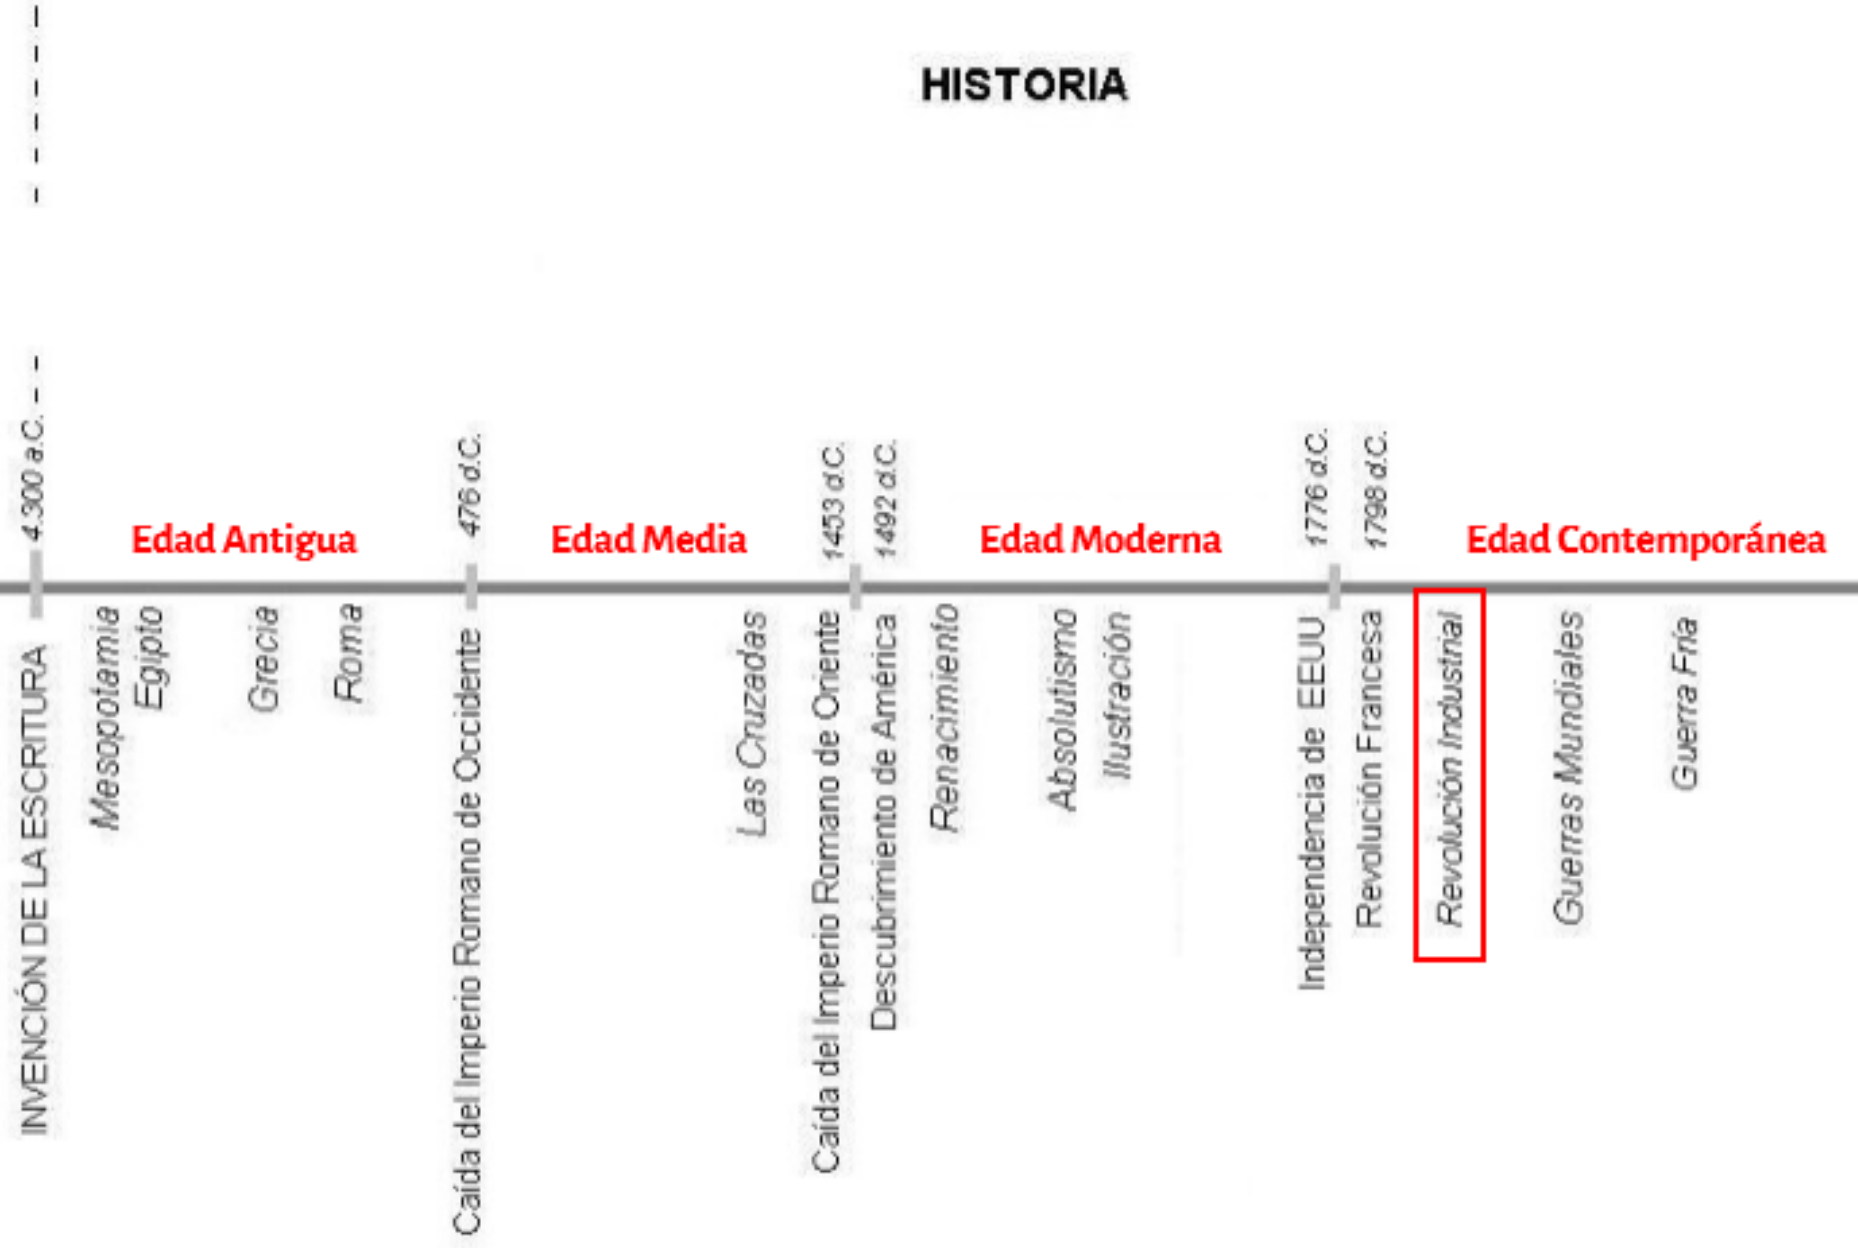 HISTORIA
4.300 a.C.
476 d.C.
1453 d.C.
1492 d.C.
1776 d.C.
1798 d.C.
Edad Antigua
Edad Media
Edad Moderna
Edad Contemporánea
INVENCIÓN DE LA ESCRITURA
Mesopotamia
Egipto
Grecia
Roma
Caída del Imperio Romano de Occidente
Las Cruzadas
Caída del Imperio Romano de Oriente
Descubrimiento de América
Renacimiento
Absolutismo
Ilustración
Independencia de EEUU
Revolución Francesa
Revolución Industrial
Guerras Mundiales
Guerra Fría